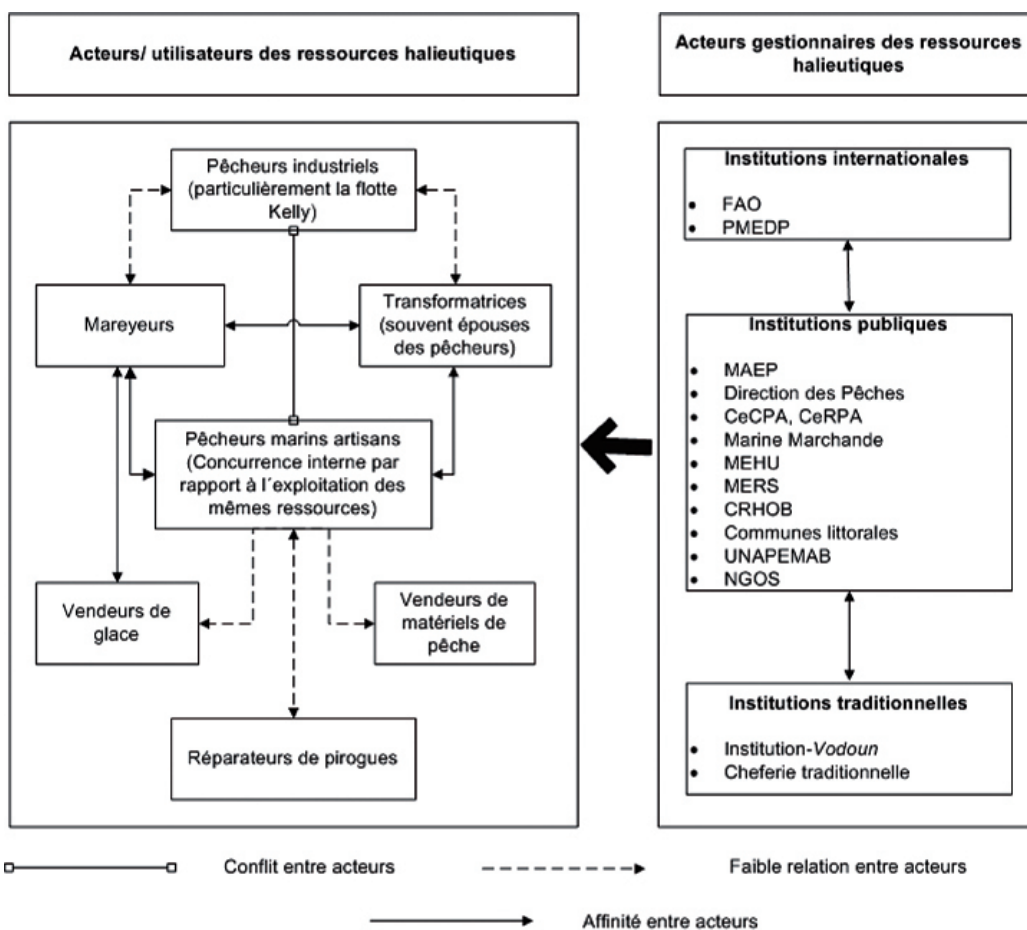 Acteurs/ utilisateurs des ressources halieutiques
Acteurs gestionnaires des ressources
halieutiques
Pêcheurs industriels
(particulièrement la flotte
Kelly)
Mareyeurs
Transformatrices
(souvent épouses
des pêcheurs)
Pêcheurs marins artisans
(Concurrence interne par
rapport à l´exploitation des
mêmes ressources)
Vendeurs de
glace
Vendeurs de
matériels de
pêche
Réparateurs de pirogues
Institutions internationales
• FAO
• PMEDP
Institutions publiques
• MAEP
• Direction des Pêches
• CeCPA, CeRPA
• Marine Marchande
• MEHU
• MERS
• CRHOB
• Communes littorales
• UNAPEMAB
• NGOS
Institutions traditionnelles
• Institution-Vodoun
• Cheferie traditionnelle
Conflit entre acteurs
Faible relation entre acteurs
Affinité entre acteurs